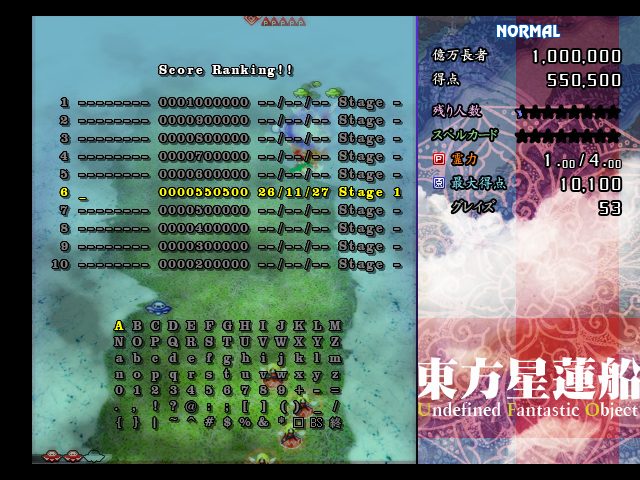 Score Ranking!!
1 -------- 0001000000 --/--/-- Stage -
2 -------- 0000900000 --/--/-- Stage -
3 -------- 0000800000 --/--/-- Stage -
4 -------- 0000700000 --/--/-- Stage -
5 -------- 0000600000 --/--/-- Stage -
6 _ 0000550500 26/11/27 Stage 1
7 -------- 0000500000 --/--/-- Stage -
8 -------- 0000400000 --/--/-- Stage -
9 -------- 0000300000 --/--/-- Stage -
10 -------- 0000200000 --/--/-- Stage -
A B C D E F G H I J K L M
N O P Q R S T U V W X Y Z
a b c d e f g h i j k l m
n o p q r s t u v w x y z
0 1 2 3 4 5 6 7 8 9 + - =
. , ! ? @ : ; [ ] ( ) _ /
{ } | ~ ^ # $ % & * 口 BS 終
NORMAL
億万長者 1,000,000
得点 550,500
残り人数
スペルカード
P 霊力 1.00/4.00
点 最大得点 10,100
グレイズ 53
東方星蓮船
Undefined Fantastic Object